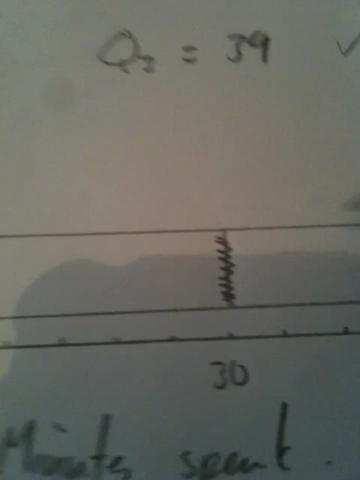 Q₃ = 39 ✓
30
Minutes spent.